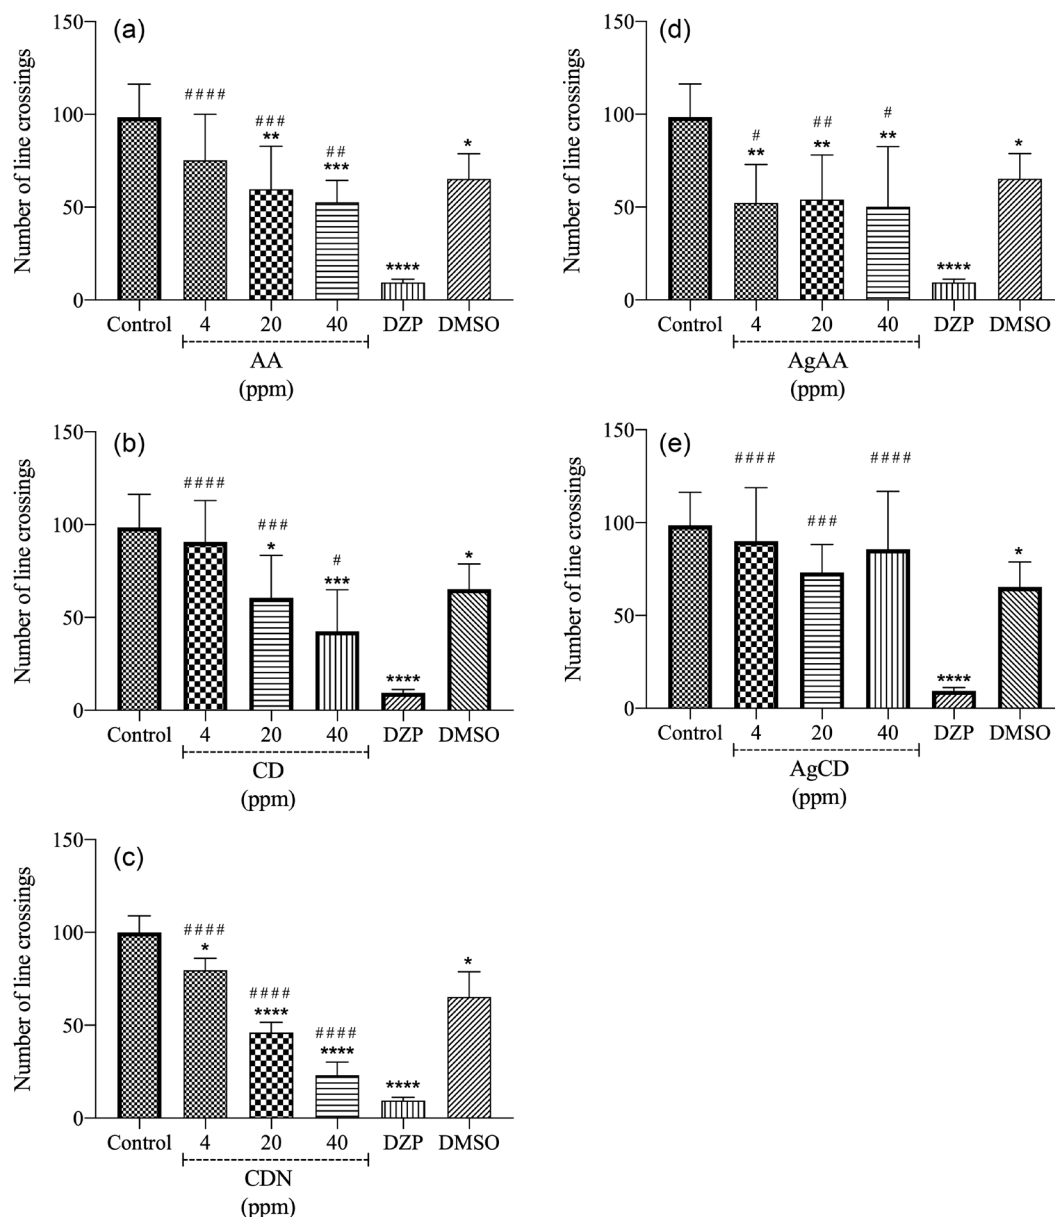 (a)
Number of line crossings
150
100
50
0
####
###
**
##
***
****
*
Control 4 20 40 DZP DMSO
AA
(ppm)
(d)
Number of line crossings
150
100
50
0
#
**
##
**
#
**
****
*
Control 4 20 40 DZP DMSO
AgAA
(ppm)
(b)
Number of line crossings
150
100
50
0
####
###
*
#
***
****
*
Control 4 20 40 DZP DMSO
CD
(ppm)
(e)
Number of line crossings
150
100
50
0
####
###
####
****
*
Control 4 20 40 DZP DMSO
AgCD
(ppm)
(c)
Number of line crossings
150
100
50
0
####
*
####
****
####
****
****
*
Control 4 20 40 DZP DMSO
CDN
(ppm)